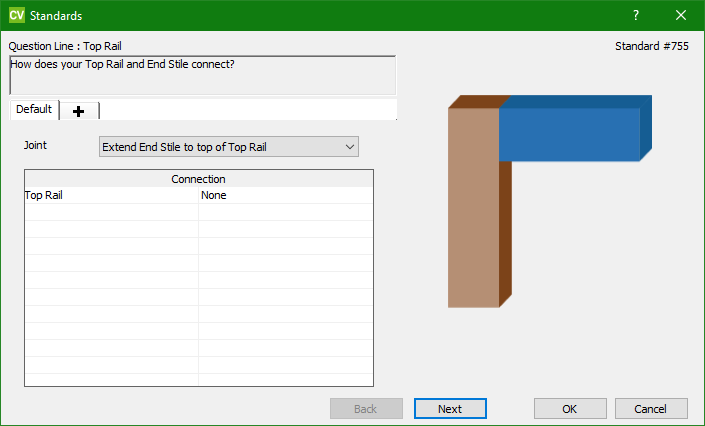 CV Standards ?
Question Line : Top Rail Standard #755
How does your Top Rail and End Stile connect?
Default
Joint Extend End Stile to top of Top Rail
Connection
Top Rail None
Back Next OK Cancel